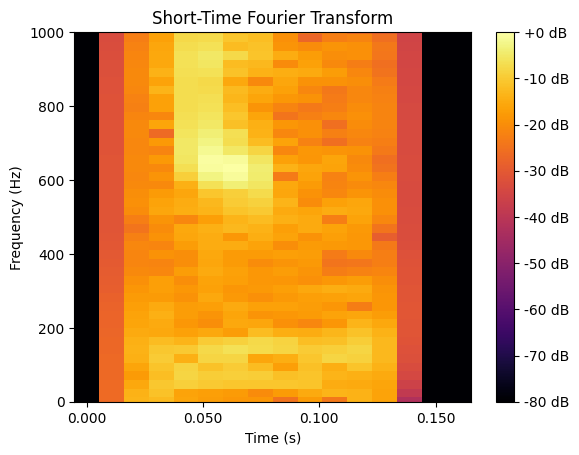 Short-Time Fourier Transform
1000
800
600
400
200
0
Frequency (Hz)
0.000
0.050
0.100
0.150
Time (s)
+0 dB
-10 dB
-20 dB
-30 dB
-40 dB
-50 dB
-60 dB
-70 dB
-80 dB